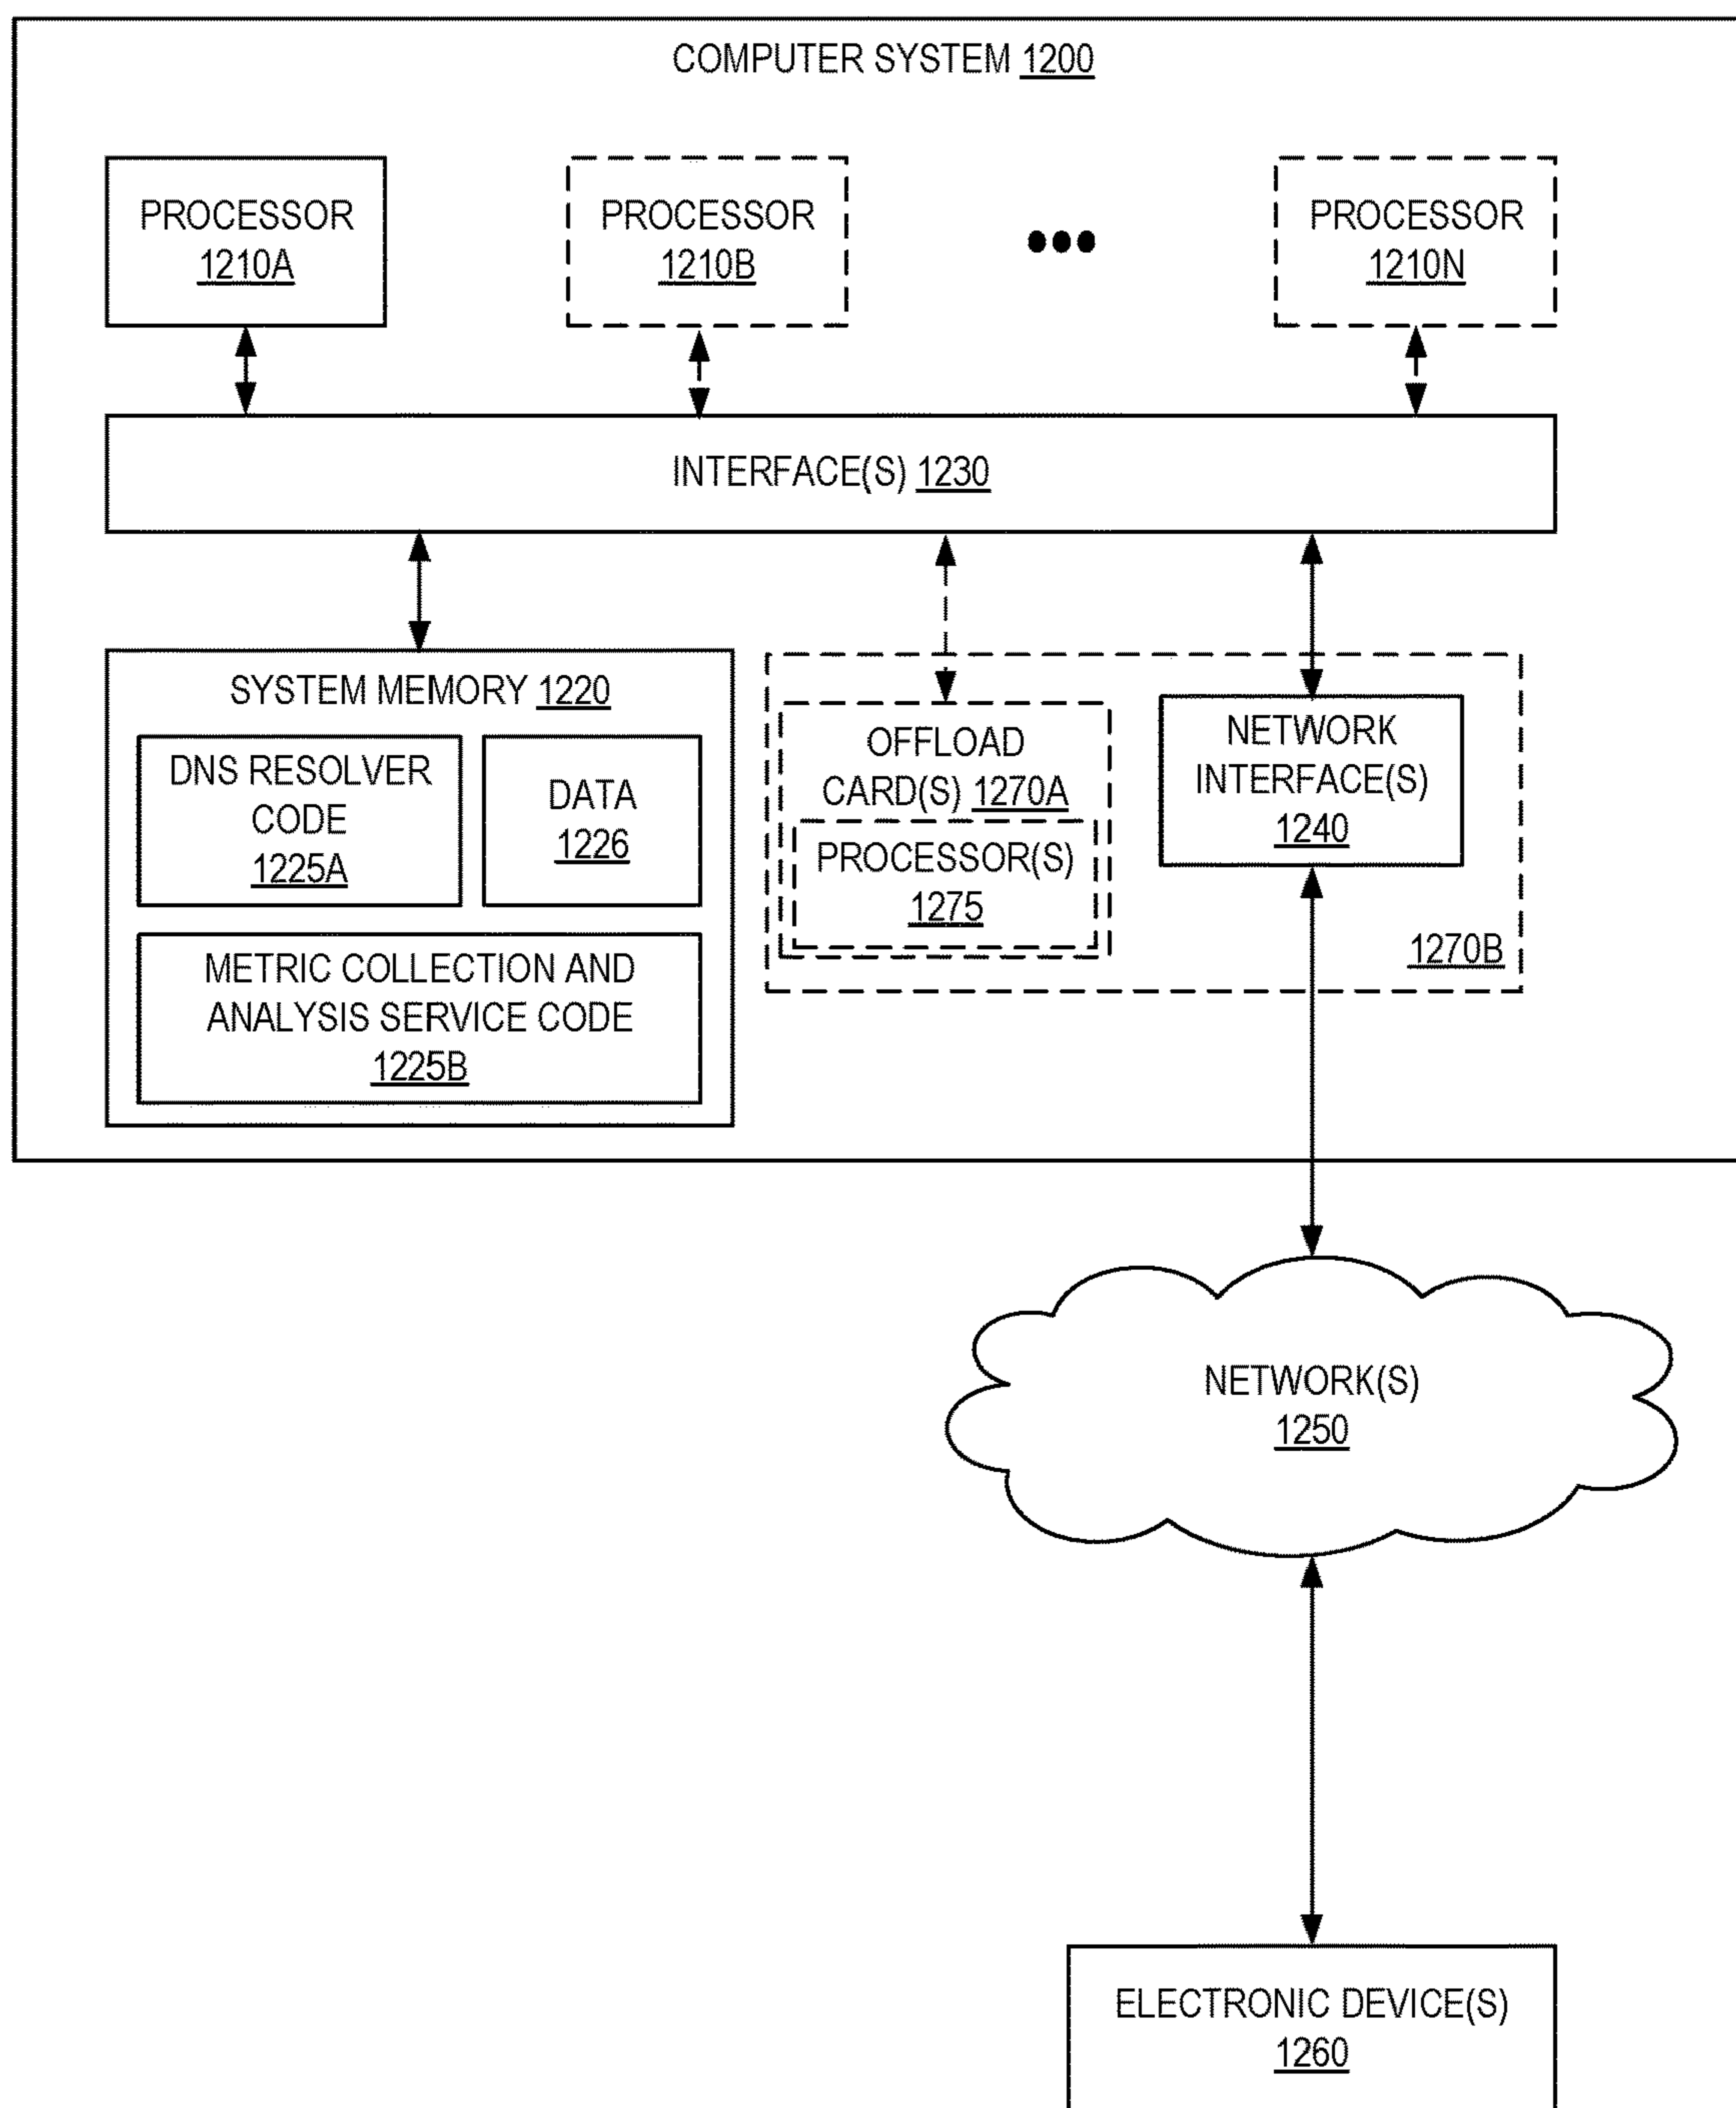 COMPUTER SYSTEM 1200
PROCESSOR
1210A
PROCESSOR
1210B
PROCESSOR
1210N
INTERFACE(S) 1230
SYSTEM MEMORY 1220
DNS RESOLVER
CODE
1225A
DATA
1226
METRIC COLLECTION AND
ANALYSIS SERVICE CODE
1225B
OFFLOAD
CARD(S) 1270A
PROCESSOR(S)
1275
NETWORK
INTERFACE(S)
1240
1270B
NETWORK(S)
1250
ELECTRONIC DEVICE(S)
1260